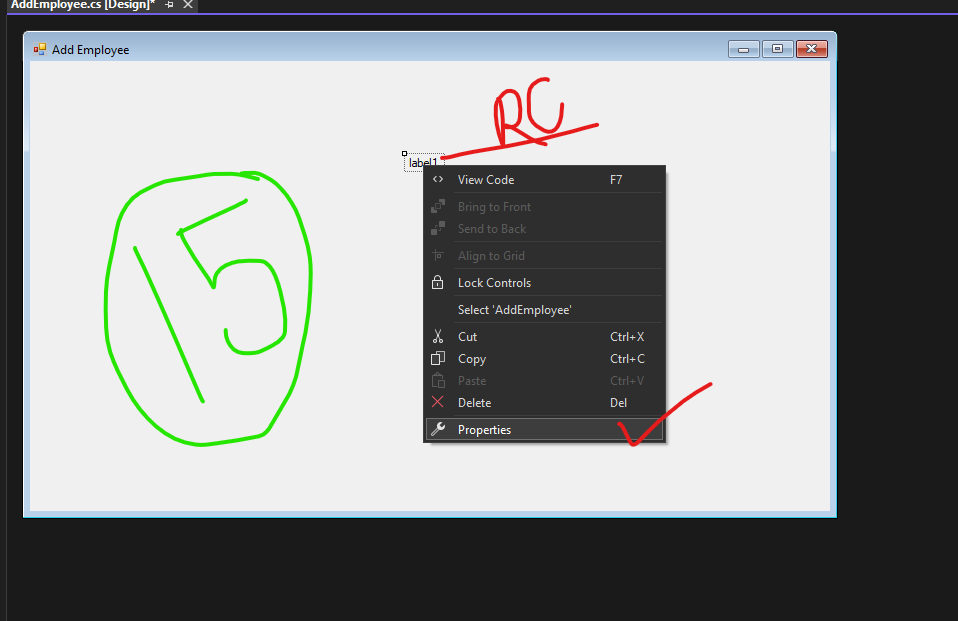 AddEmployee.cs [Design]*
Add Employee
RC
label1
View Code F7
Bring to Front
Send to Back
Align to Grid
Lock Controls
Select 'AddEmployee'
Cut Ctrl+X
Copy Ctrl+C
Paste Ctrl+V
Delete Del
Properties
15